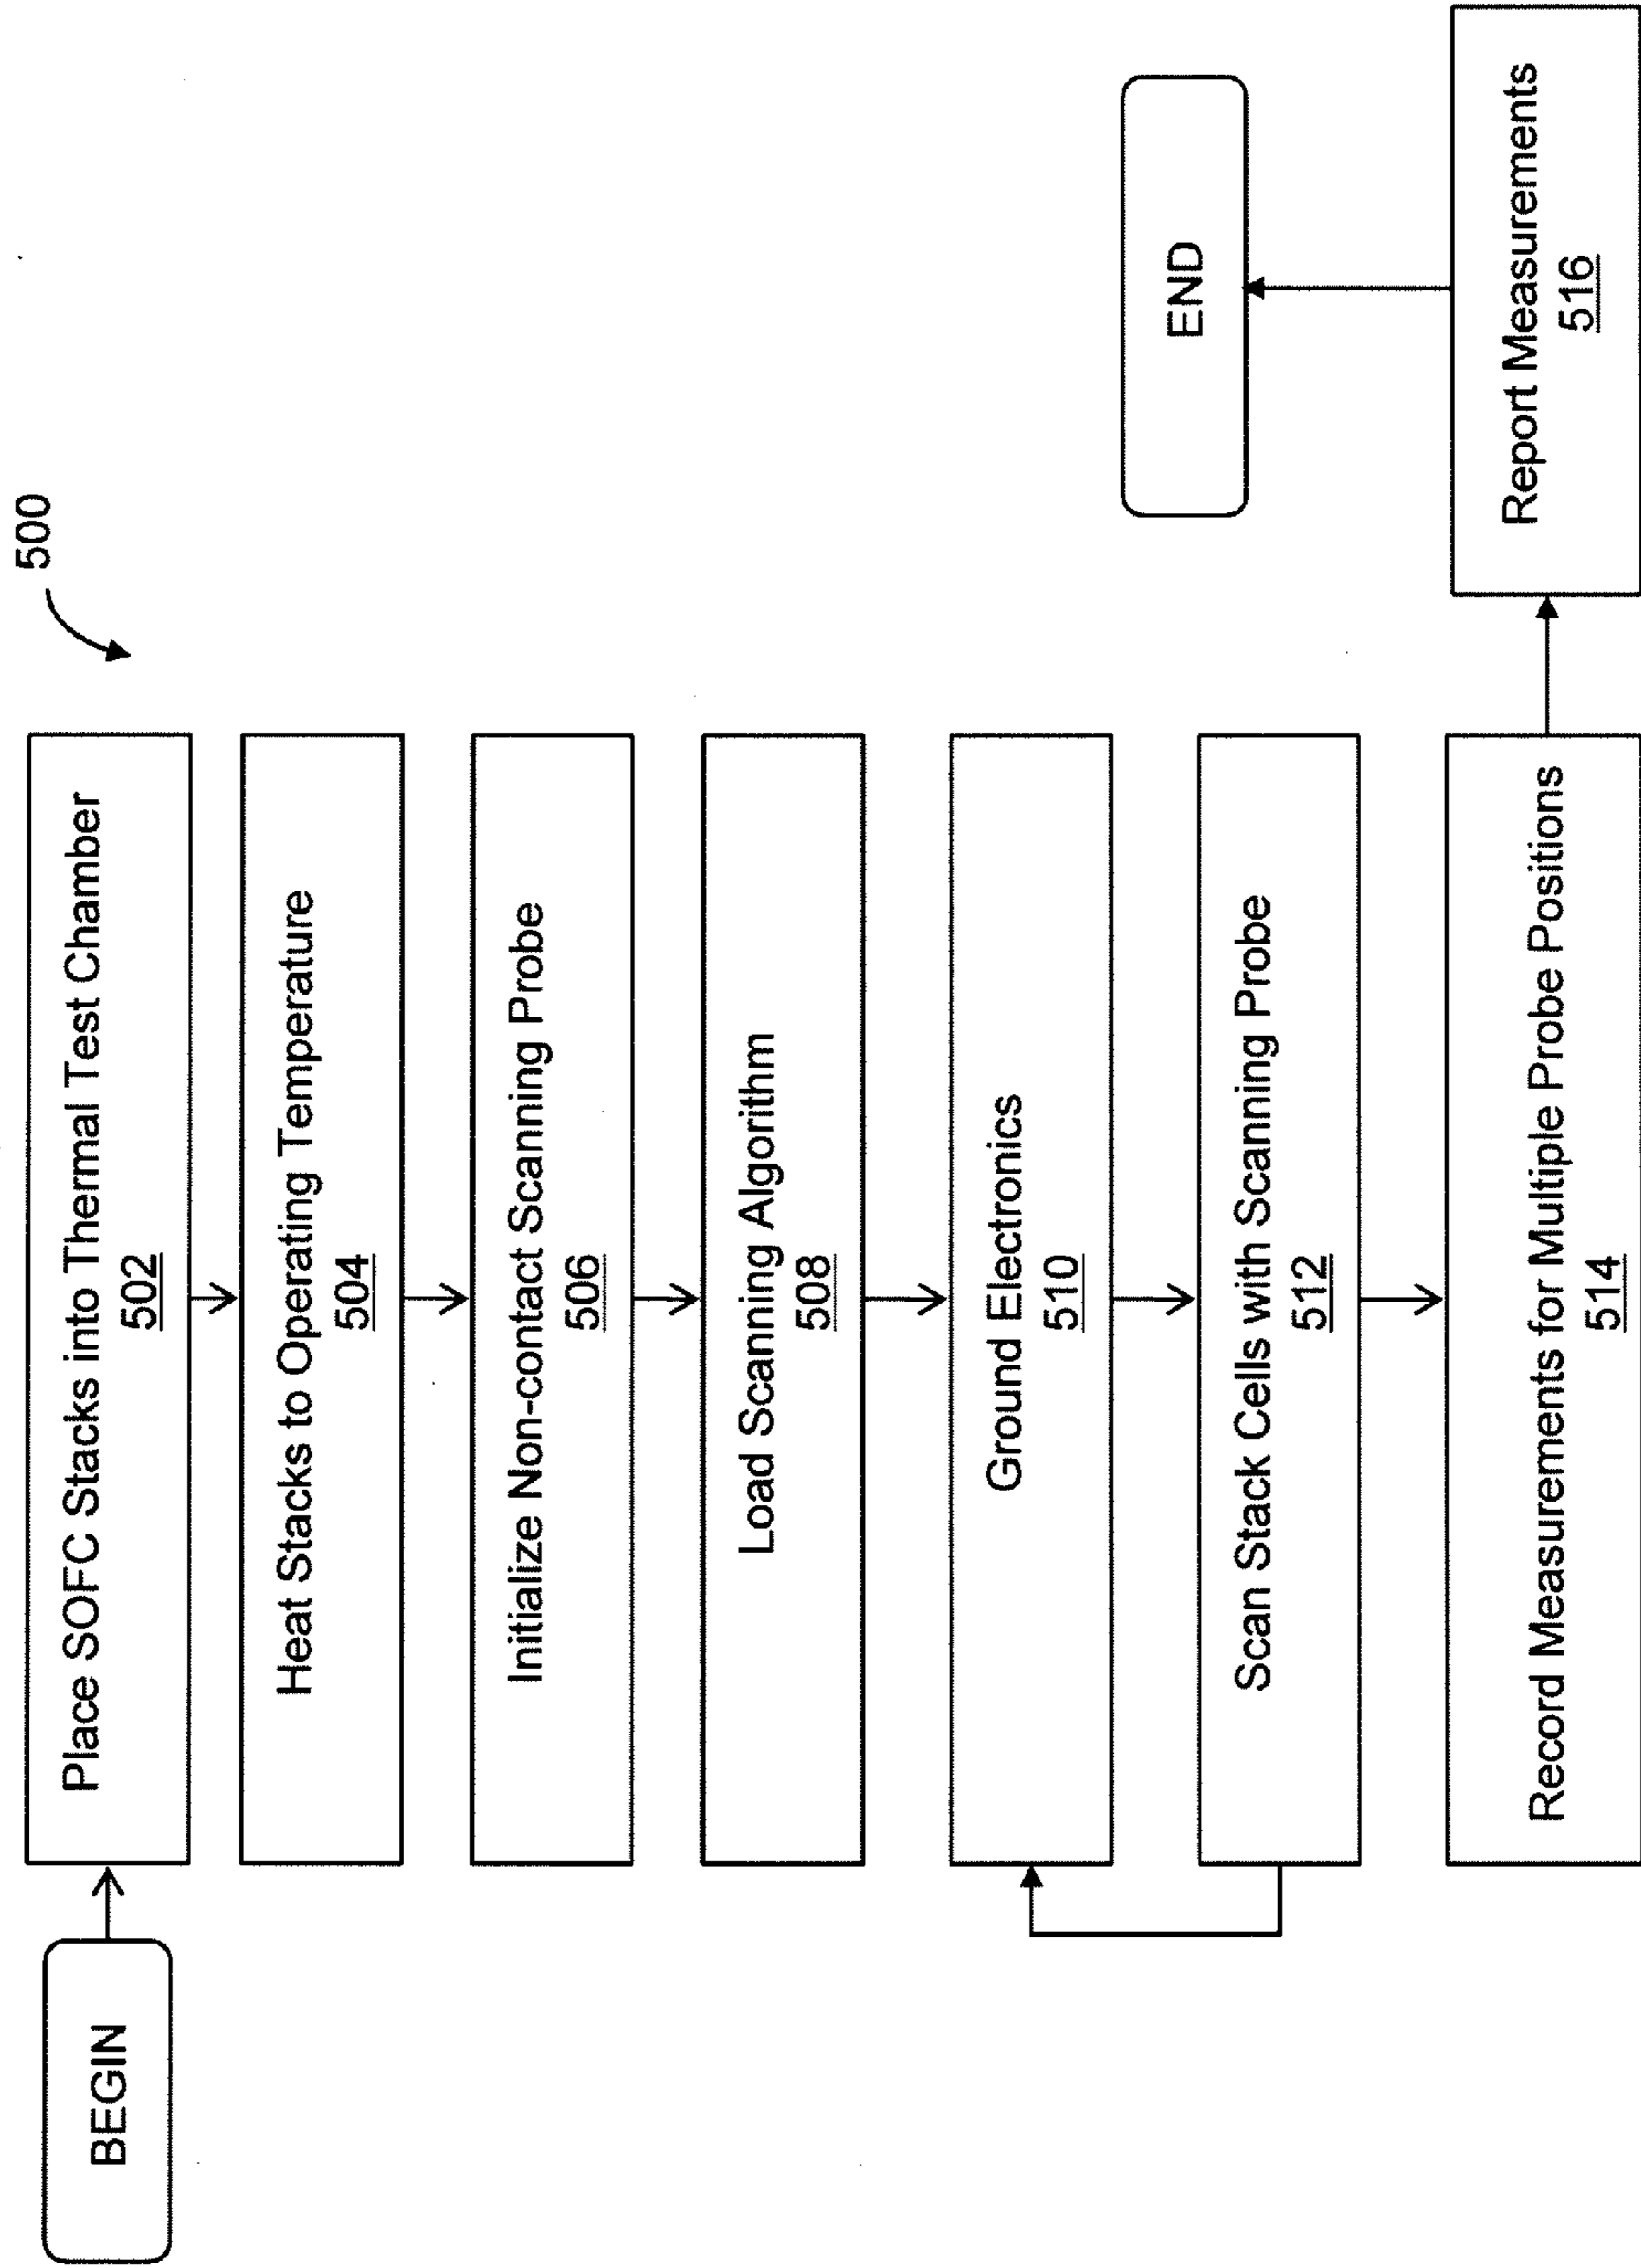 500
BEGIN
Place SOFC Stacks into Thermal Test Chamber
502
Heat Stacks to Operating Temperature
504
Initialize Non-contact Scanning Probe
506
Load Scanning Algorithm
508
Ground Electronics
510
Scan Stack Cells with Scanning Probe
512
Record Measurements for Multiple Probe Positions
514
Report Measurements
516
END